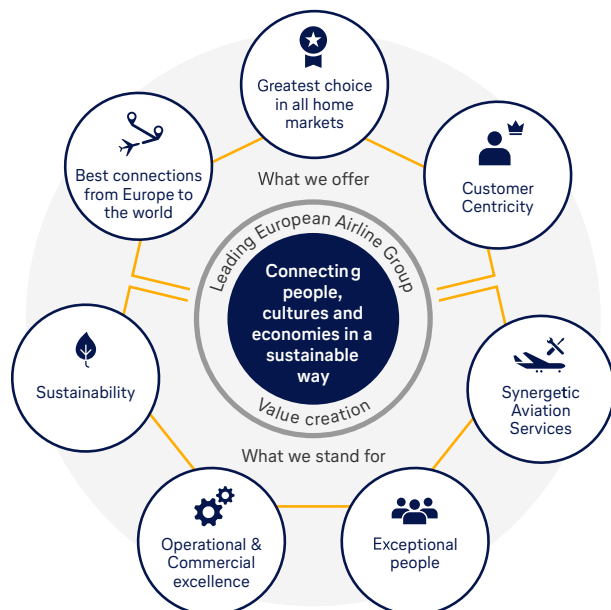 Greatest choice
in all home
markets
Best connections
from Europe to
the world
Customer
Centricity
What we offer
Leading European Airline Group
Connecting
people,
cultures and
economies in a
sustainable
way
Value creation
Sustainability
Synergetic
Aviation
Services
What we stand for
Operational &
Commercial
excellence
Exceptional
people